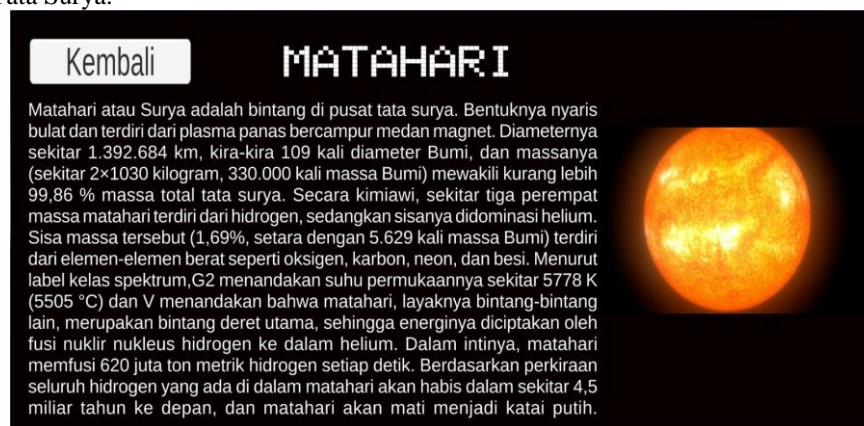 Tata Surya.
Kembali
MATAHARI
Matahari atau Surya adalah bintang di pusat tata surya. Bentuknya nyaris
bulat dan terdiri dari plasma panas bercampur medan magnet. Diameternya
sekitar 1.392.684 km, kira-kira 109 kali diameter Bumi, dan massanya
(sekitar 2×1030 kilogram, 330.000 kali massa Bumi) mewakili kurang lebih
99,86 % massa total tata surya. Secara kimiawi, sekitar tiga perempat
massa matahari terdiri dari hidrogen, sedangkan sisanya didominasi helium.
Sisa massa tersebut (1,69%, setara dengan 5.629 kali massa Bumi) terdiri
dari elemen-elemen berat seperti oksigen, karbon, neon, dan besi. Menurut
label kelas spektrum,G2 menandakan suhu permukaannya sekitar 5778 K
(5505 °C) dan V menandakan bahwa matahari, layaknya bintang-bintang
lain, merupakan bintang deret utama, sehingga energinya diciptakan oleh
fusi nuklir nukleus hidrogen ke dalam helium. Dalam intinya, matahari
memfusi 620 juta ton metrik hidrogen setiap detik. Berdasarkan perkiraan
seluruh hidrogen yang ada di dalam matahari akan habis dalam sekitar 4,5
miliar tahun ke depan, dan matahari akan mati menjadi katai putih.